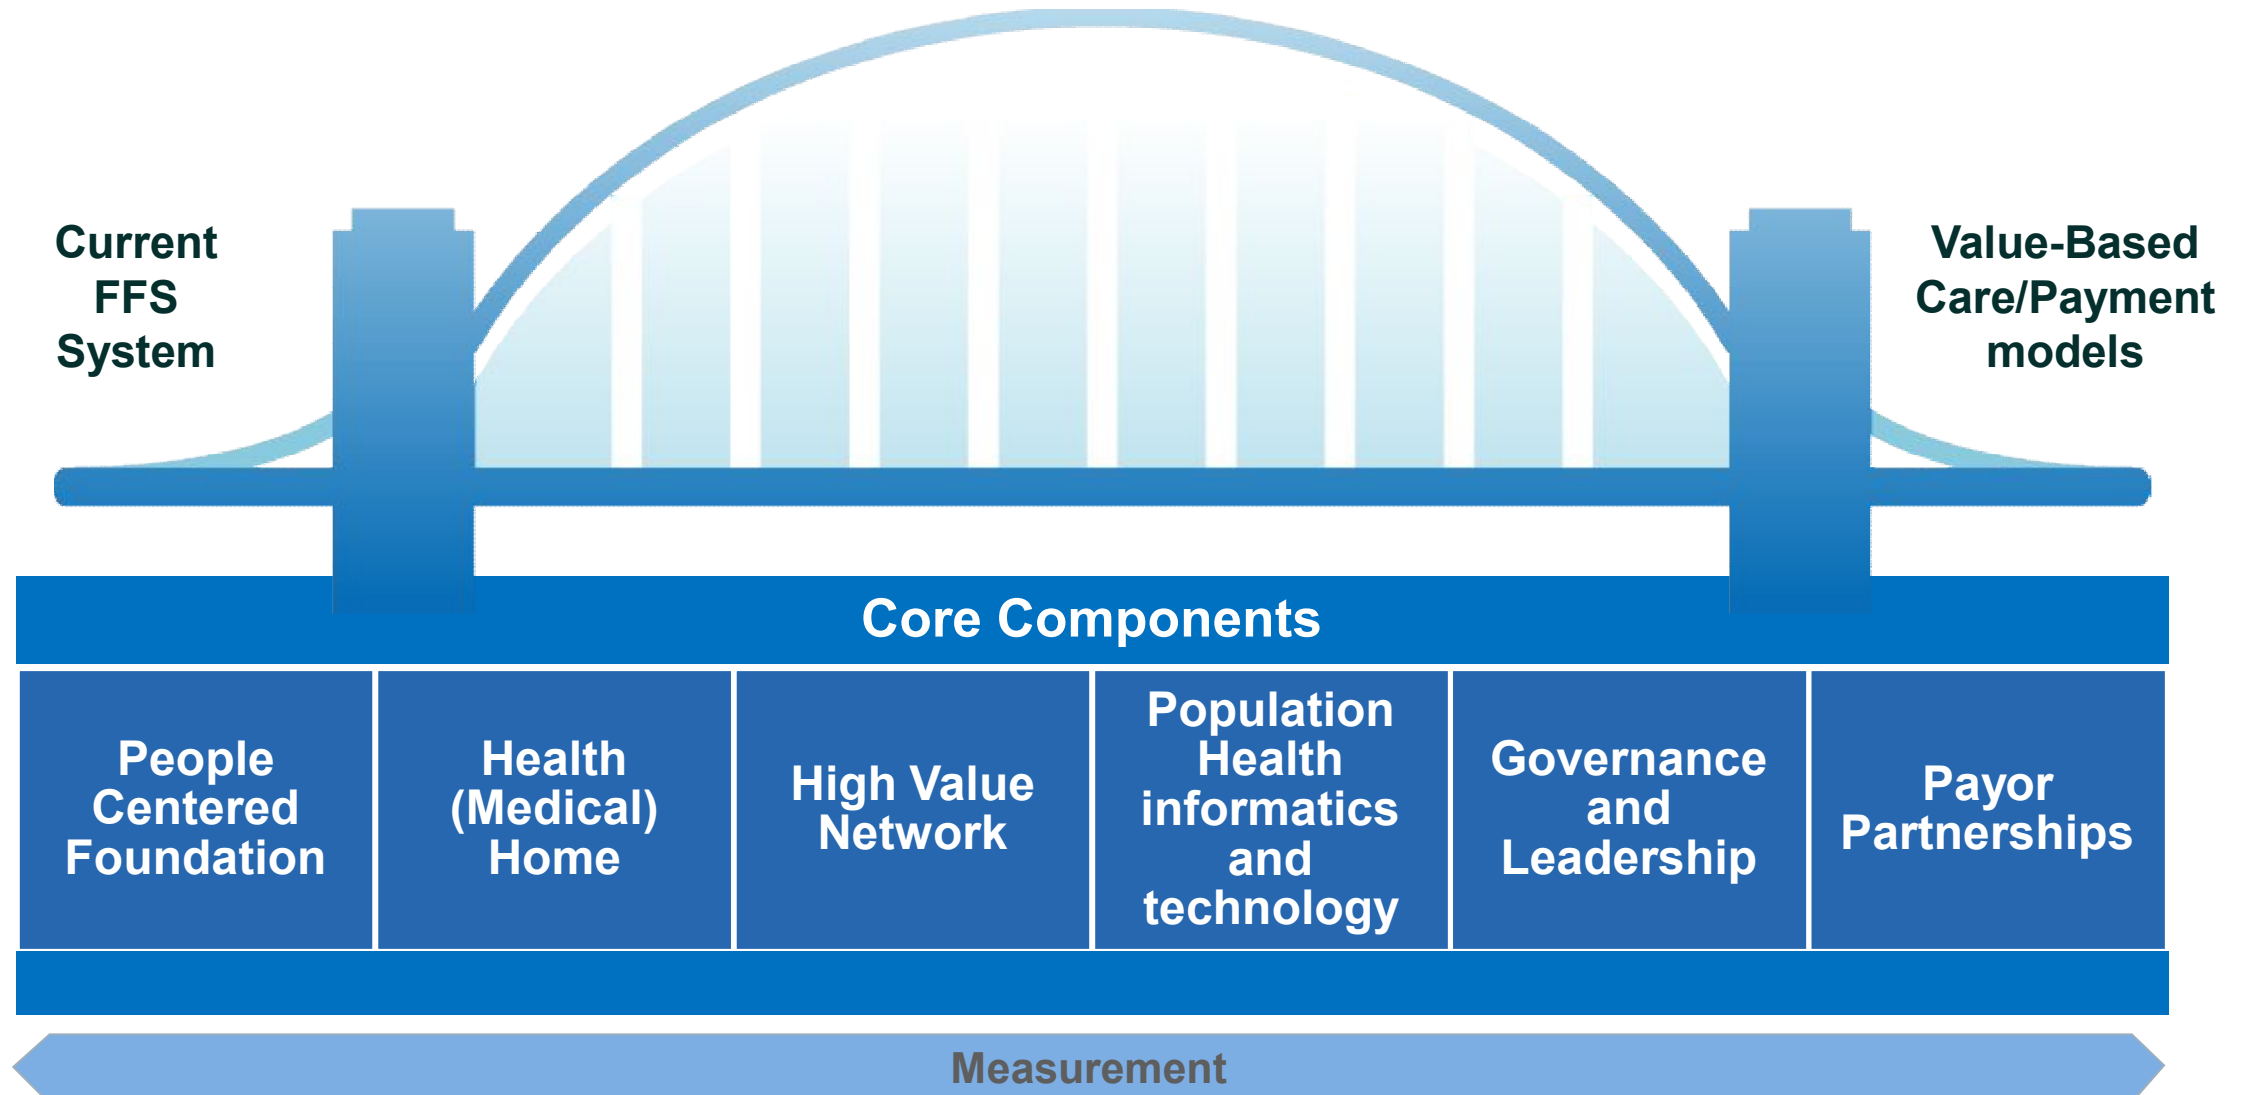 Current
FFS
System
Value-Based
Care/Payment
models
Core Components
People
Centered
Foundation
Health
(Medical)
Home
High Value
Network
Population
Health
informatics
and
technology
Governance
and
Leadership
Payor
Partnerships
Measurement